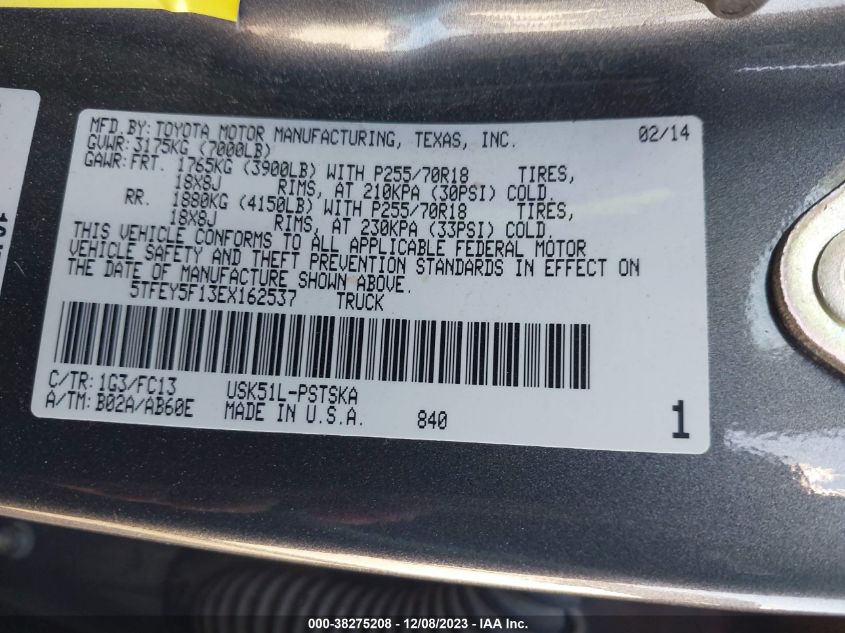 MFD.BY: TOYOTA MOTOR MANUFACTURING, TEXAS, INC. 02/14
GVWR: 3175KG (7000LB)
GAWR: FRT. 1765KG (3900LB) WITH P255/70R18 TIRES,
18X8J RIMS, AT 210KPA (30PSI) COLD.
RR. 1880KG (4150LB) WITH P255/70R18 TIRES,
18X8J RIMS, AT 230KPA (33PSI) COLD.
THIS VEHICLE CONFORMS TO ALL APPLICABLE FEDERAL MOTOR
VEHICLE SAFETY AND THEFT PREVENTION STANDARDS IN EFFECT ON
THE DATE OF MANUFACTURE SHOWN ABOVE.
5TFEY5F13EX162537 TRUCK
C/TR: 1G3/FC13 USK51L-PSTSKA
A/TM: B02A/AB60E MADE IN U.S.A. 840 1
000-38275208 - 12/08/2023 - IAAI.com.